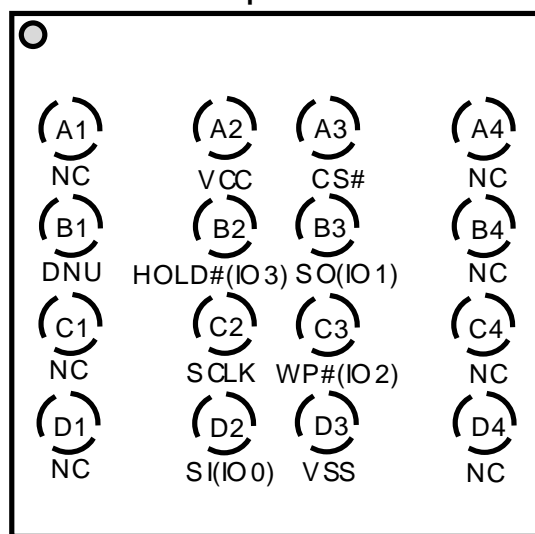 A1 A2 A3 A4
NC VCC CS# NC
B1 B2 B3 B4
DNU HOLD#(IO3) SO(IO1) NC
C1 C2 C3 C4
NC SCLK WP#(IO2) NC
D1 D2 D3 D4
NC SI(IO0) VSS NC